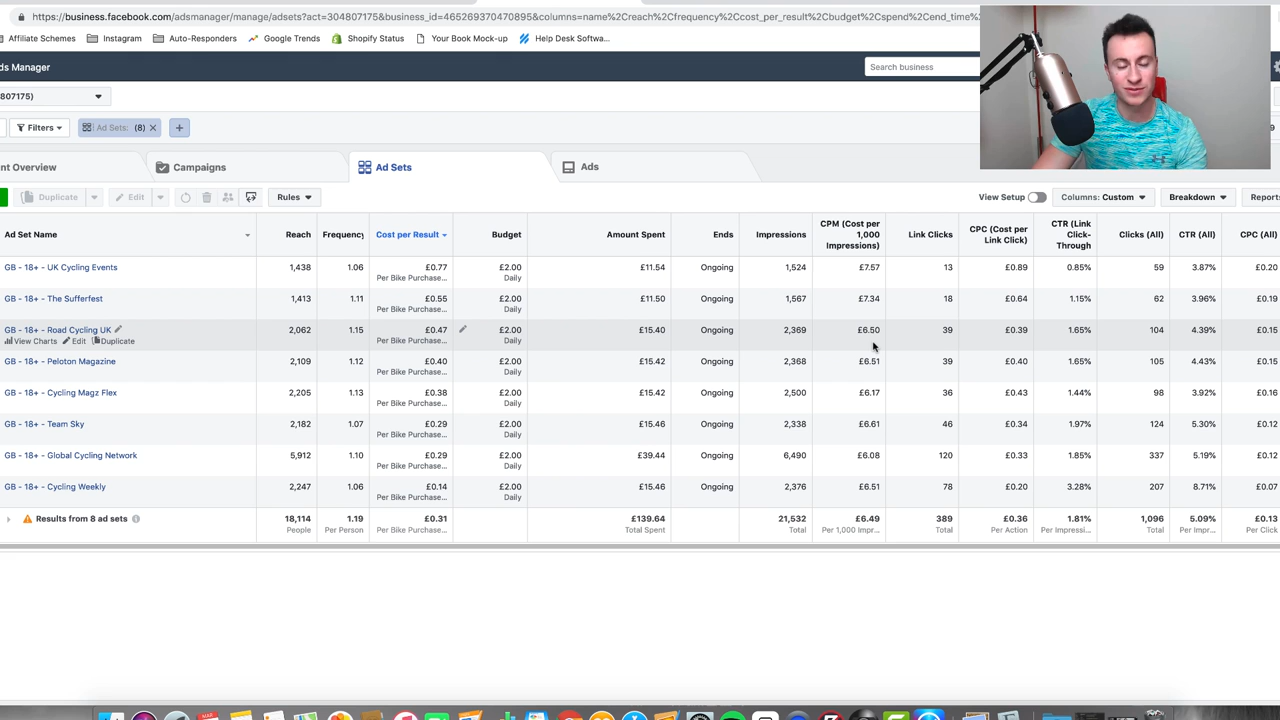 https://business.facebook.com/adsmanager/manage/adsets?act=304807175&business_id=465269370470895&columns=name%2Creach%2Cfrequency%2Ccost_per_result%2Cbudget%2Cspend%2Cend_time%
Affiliate Schemes Instagram Auto-Responders Google Trends Shopify Status Your Book Mock-up Help Desk Softwa...
ds Manager Search business
807175)
Filters Ad Sets: (8)
nt Overview Campaigns Ad Sets Ads
Duplicate Edit Rules View Setup Columns: Custom Breakdown Reports
Ad Set Name Reach Frequency Cost per Result Budget Amount Spent Ends Impressions CPM (Cost per 1,000 Impressions) Link Clicks CPC (Cost per Link Click) CTR (Link Click-Through Clicks (All) CTR (All) CPC (All)
GB - 18+ - UK Cycling Events 1,438 1.06 £0.77 £2.00 £11.54 Ongoing 1,524 £7.57 13 £0.89 0.85% 59 3.87% £0.20
Per Bike Purchase... Daily
GB - 18+ - The Sufferfest 1,413 1.11 £0.55 £2.00 £11.50 Ongoing 1,567 £7.34 18 £0.64 1.15% 62 3.96% £0.19
Per Bike Purchase... Daily
GB - 18+ - Road Cycling UK 2,062 1.15 £0.47 £2.00 £15.40 Ongoing 2,369 £6.50 39 £0.39 1.65% 104 4.39% £0.15
View Charts Edit Duplicate Per Bike Purchase... Daily
GB - 18+ - Peloton Magazine 2,109 1.12 £0.40 £2.00 £15.42 Ongoing 2,368 £6.51 39 £0.40 1.65% 105 4.43% £0.15
Per Bike Purchase... Daily
GB - 18+ - Cycling Magz Flex 2,205 1.13 £0.38 £2.00 £15.42 Ongoing 2,500 £6.17 36 £0.43 1.44% 98 3.92% £0.16
Per Bike Purchase... Daily
GB - 18+ - Team Sky 2,182 1.07 £0.29 £2.00 £15.46 Ongoing 2,338 £6.61 46 £0.34 1.97% 124 5.30% £0.12
Per Bike Purchase... Daily
GB - 18+ - Global Cycling Network 5,912 1.10 £0.29 £2.00 £39.44 Ongoing 6,490 £6.08 120 £0.33 1.85% 337 5.19% £0.12
Per Bike Purchase... Daily
GB - 18+ - Cycling Weekly 2,247 1.06 £0.14 £2.00 £15.46 Ongoing 2,376 £6.51 78 £0.20 3.28% 207 8.71% £0.07
Per Bike Purchase... Daily
Results from 8 ad sets 18,114 1.19 £0.31 £139.64 21,532 £6.49 389 £0.36 1.81% 1,096 5.09% £0.13
People Per Person Per Bike Purchase... Total Spent Total Per 1,000 Impr... Total Per Action Per Impressi... Total Per Impr... Per Click